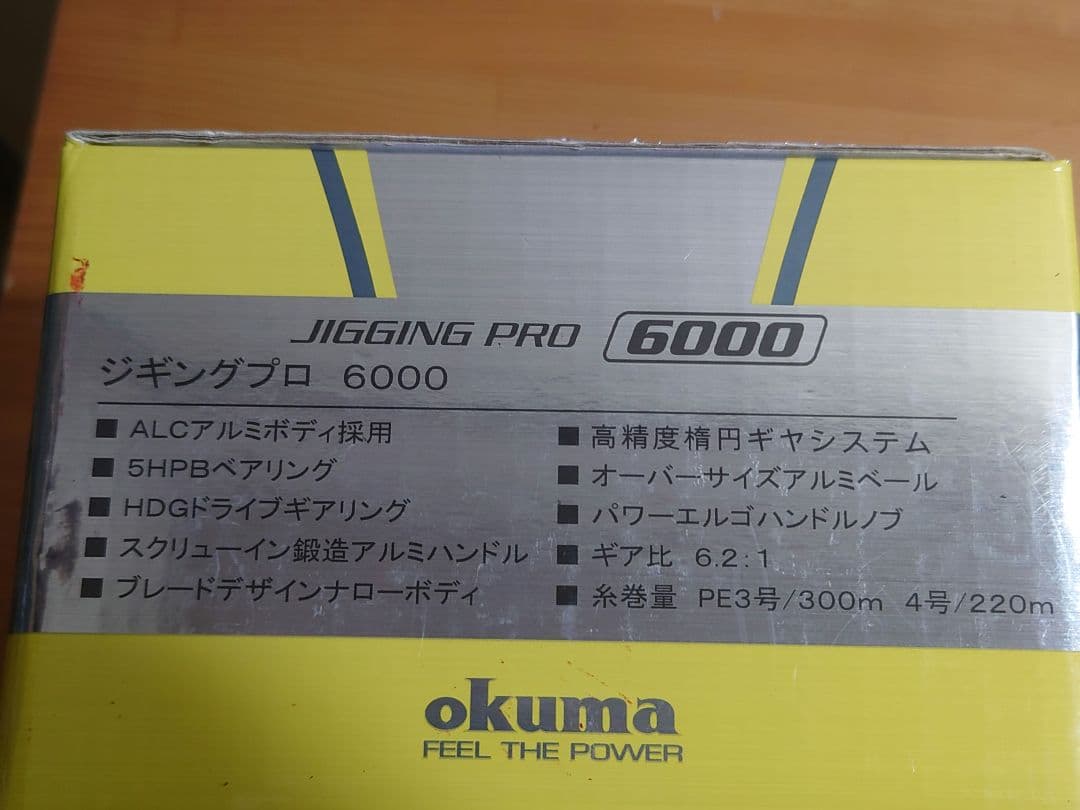 JIGGING PRO 6000
ジギングプロ 6000
■ ALCアルミボディ採用
■ 5HPBベアリング
■ HDGドライブギアリング
■ スクリューイン鍛造アルミハンドル
■ ブレードデザインナローボディ
■ 高精度楕円ギヤシステム
■ オーバーサイズアルミベール
■ パワーエルゴハンドルノブ
■ ギア比 6.2:1
■ 糸巻量 PE3号/300m 4号/220m
okuma
FEEL THE POWER